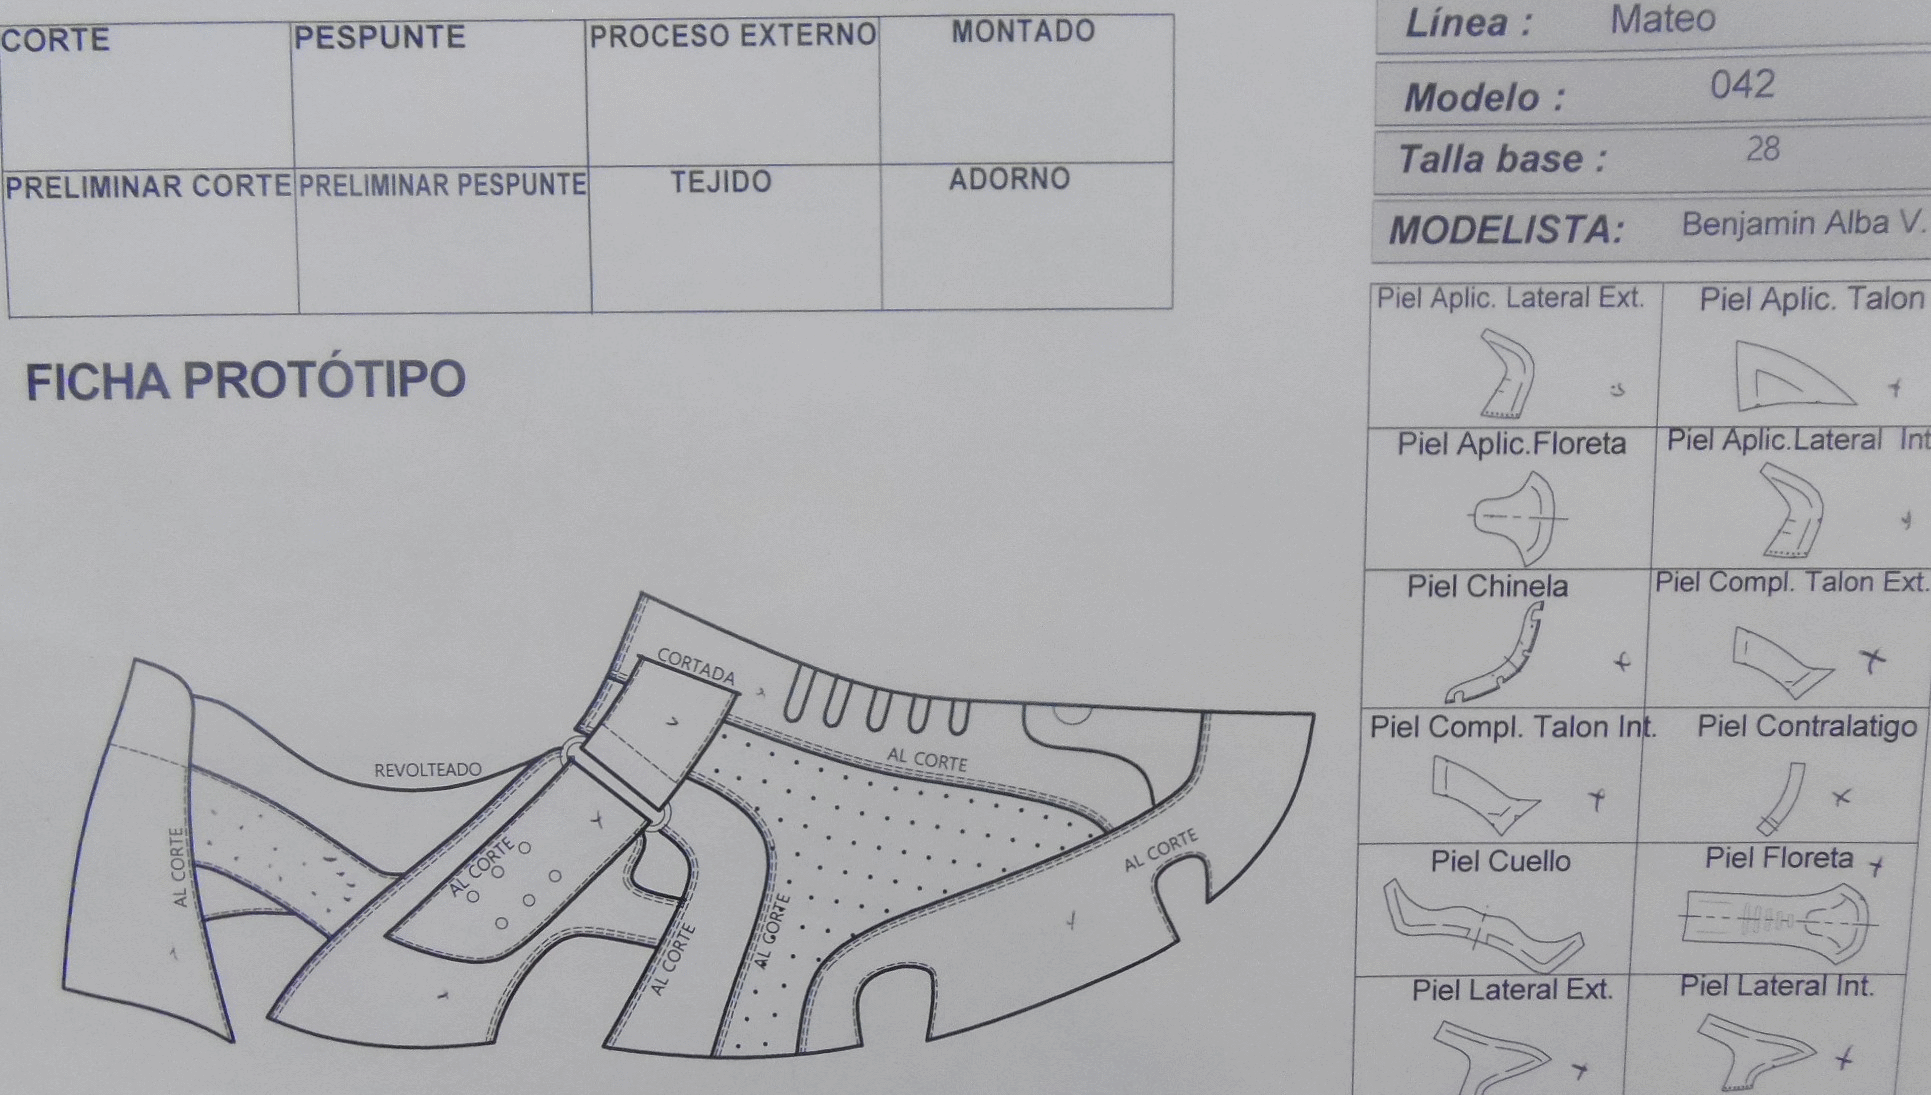 CORTE
PESPUNTE
PROCESO EXTERNO
MONTADO
PRELIMINAR CORTE
PRELIMINAR PESPUNTE
TEJIDO
ADORNO
Línea : Mateo
Modelo : 042
Talla base : 28
MODELISTA: Benjamin Alba V.
FICHA PROTÓTIPO
CORTADA
REVOLTEADO
AL CORTE
AL CORTE
AL CORTE
AL CORTE
AL CORTE
AL CORTE
Piel Aplic. Lateral Ext.
Piel Aplic. Talon
Piel Aplic.Floreta
Piel Aplic.Lateral Int
Piel Chinela
Piel Compl. Talon Ext.
Piel Compl. Talon Int.
Piel Contralatigo
Piel Cuello
Piel Floreta
Piel Lateral Ext.
Piel Lateral Int.